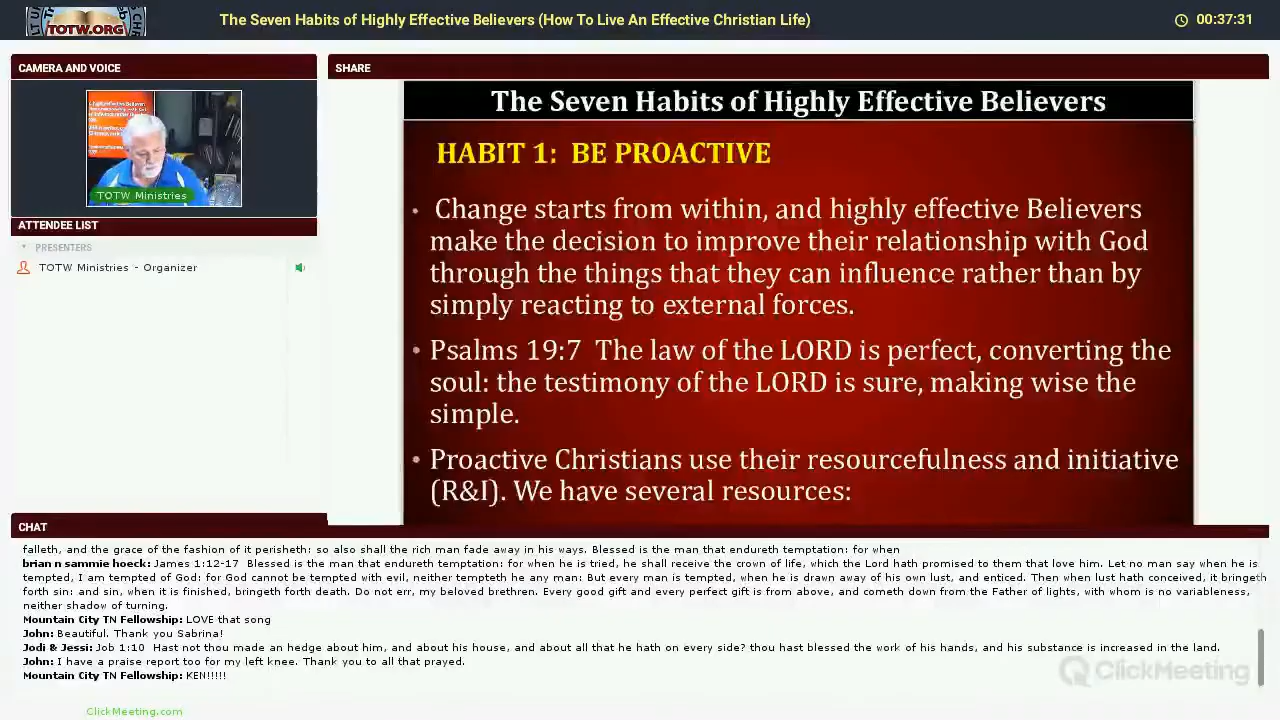 TOTW.ORG
The Seven Habits of Highly Effective Believers (How To Live An Effective Christian Life)
00:37:31
CAMERA AND VOICE
TOTW Ministries
ATTENDEE LIST
PRESENTERS
TOTW Ministries - Organizer
SHARE
The Seven Habits of Highly Effective Believers
HABIT 1: BE PROACTIVE
• Change starts from within, and highly effective Believers
make the decision to improve their relationship with God
through the things that they can influence rather than by
simply reacting to external forces.
• Psalms 19:7 The law of the LORD is perfect, converting the
soul: the testimony of the LORD is sure, making wise the
simple.
• Proactive Christians use their resourcefulness and initiative
(R&I). We have several resources:
CHAT
falleth, and the grace of the fashion of it perisheth: so also shall the rich man fade away in his ways. Blessed is the man that endureth temptation: for when
brian n sammie hoeck: James 1:12-17 Blessed is the man that endureth temptation: for when he is tried, he shall receive the crown of life, which the Lord hath promised to them that love him. Let no man say when he is
tempted, I am tempted of God: for God cannot be tempted with evil, neither tempteth he any man: But every man is tempted, when he is drawn away of his own lust, and enticed. Then when lust hath conceived, it bringeth
forth sin: and sin, when it is finished, bringeth forth death. Do not err, my beloved brethren. Every good gift and every perfect gift is from above, and cometh down from the Father of lights, with whom is no variableness,
neither shadow of turning.
Mountain City TN Fellowship: LOVE that song
John: Beautiful. Thank you Sabrina!
Jodi & Jessi: Job 1:10 Hast not thou made an hedge about him, and about his house, and about all that he hath on every side? thou hast blessed the work of his hands, and his substance is increased in the land.
John: I have a praise report too for my left knee. Thank you to all that prayed.
Mountain City TN Fellowship: KEN!!!!!
ClickMeeting
ClickMeeting.com